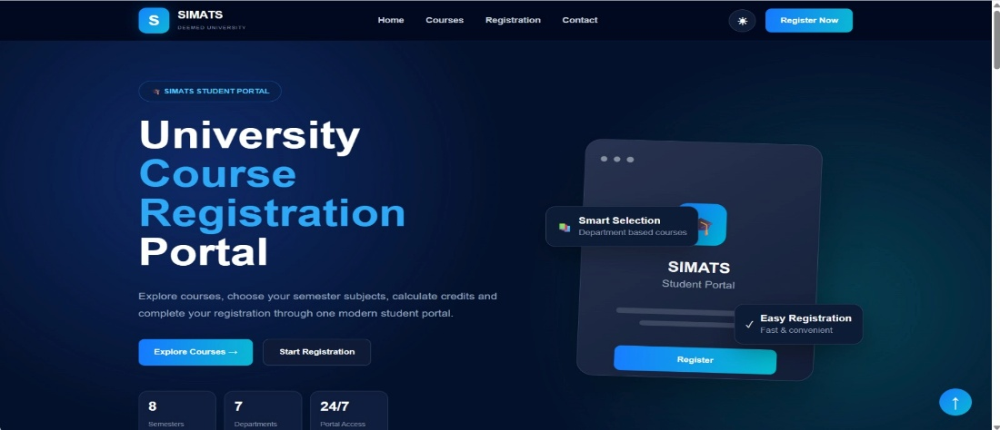 S
SIMATS
DEEMED UNIVERSITY
Home
Courses
Registration
Contact
Register Now
SIMATS STUDENT PORTAL
University
Course
Registration
Portal
Explore courses, choose your semester subjects, calculate credits and
complete your registration through one modern student portal.
Explore Courses →
Start Registration
8
Semesters
7
Departments
24/7
Portal Access
Smart Selection
Department based courses
SIMATS
Student Portal
Easy Registration
Fast & convenient
Register